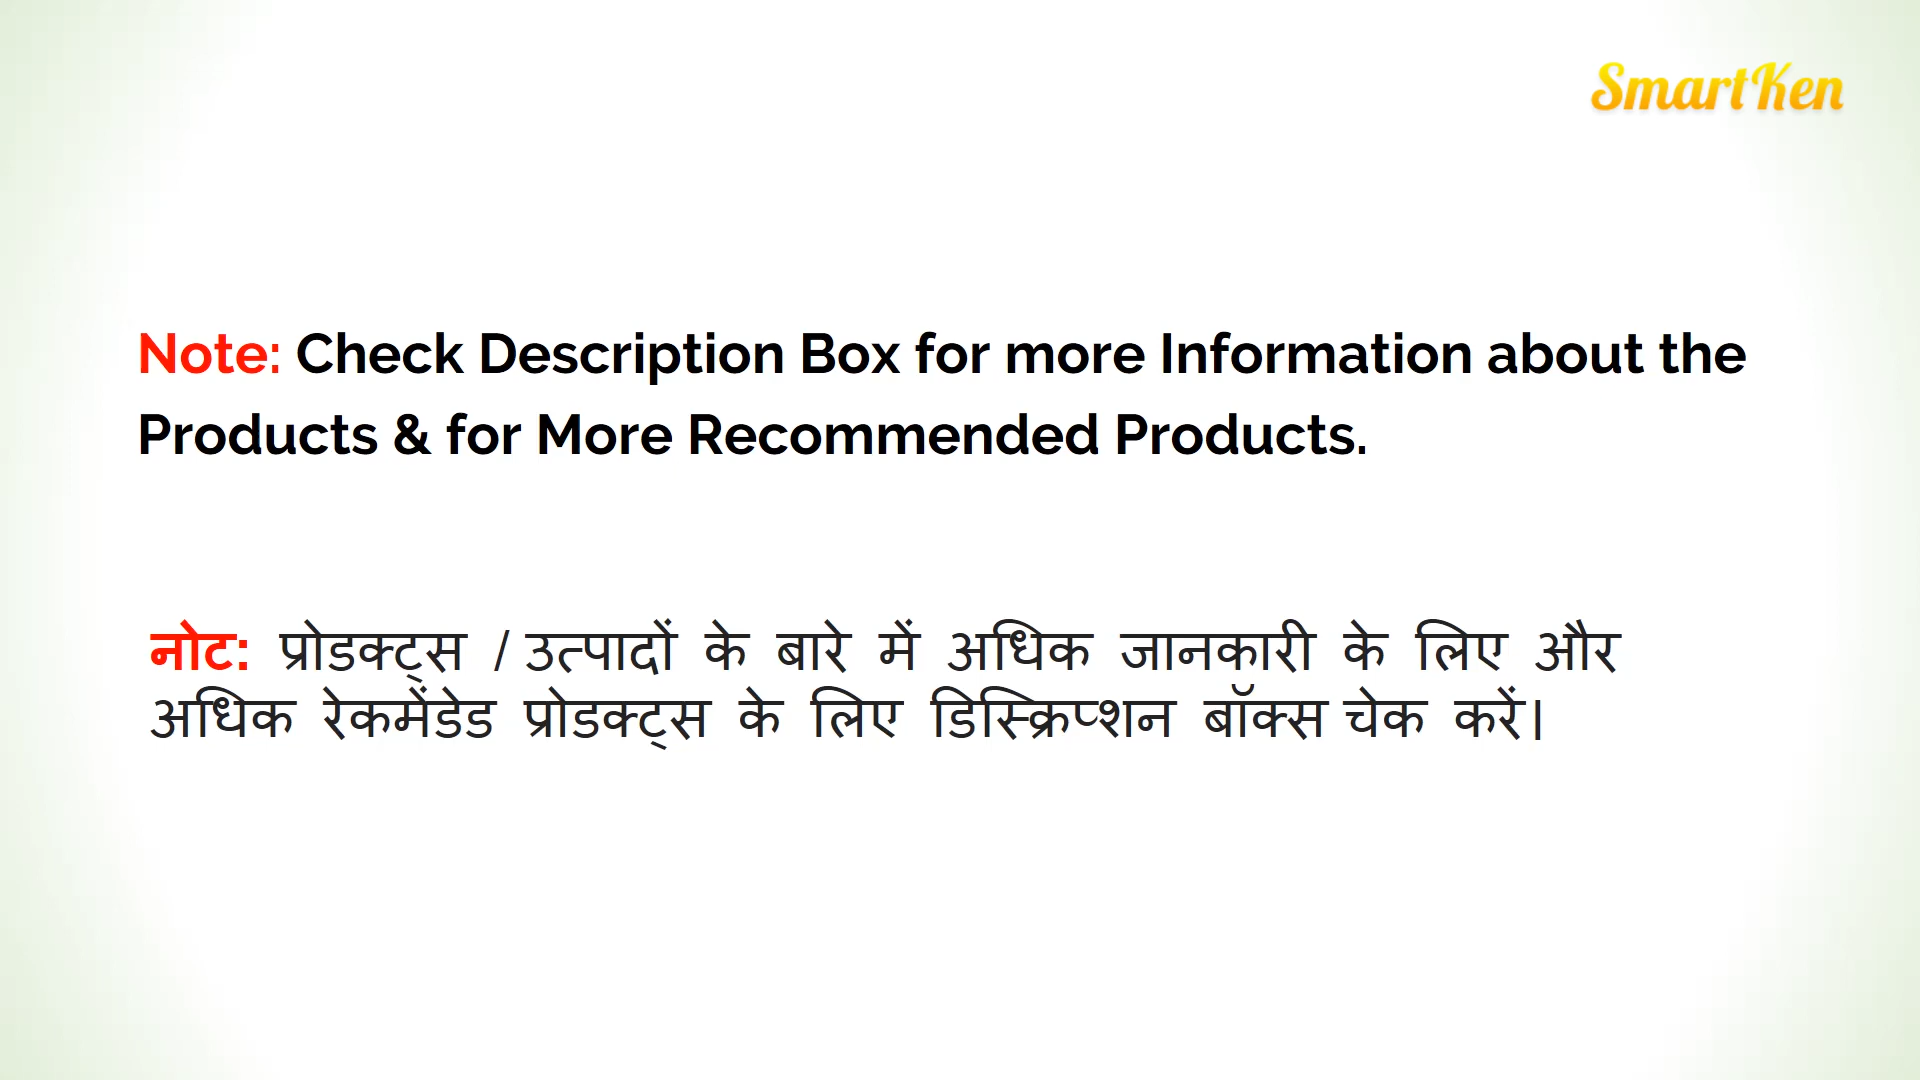 SmartKen
Note: Check Description Box for more Information about the
Products & for More Recommended Products.
नोट: प्रोडक्ट्स / उत्पादों के बारे में अधिक जानकारी के लिए और
अधिक रेकमेंडेड प्रोडक्ट्स के लिए डिस्क्रिप्शन बॉक्स चेक करें।